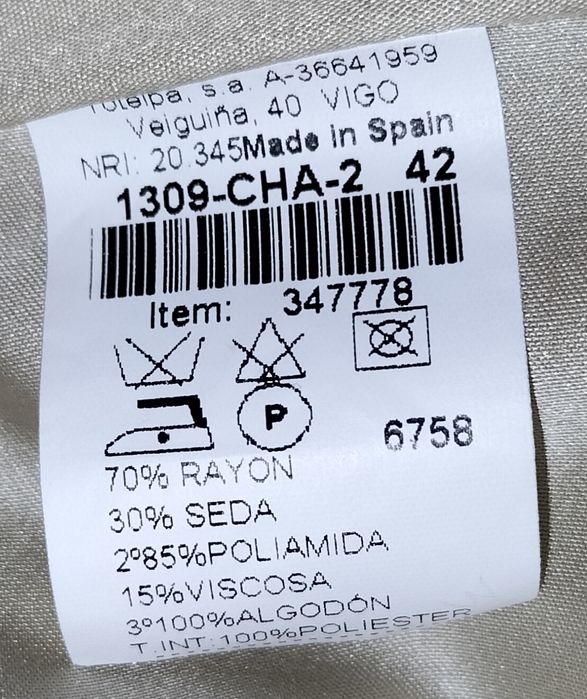 s.a. A-36641959
Veiguiña, 40 VIGO
NRI: 20.345Made in Spain
1309-CHA-2 42
Item: 347778
P
6758
70% RAYON
30% SEDA
2º85%POLIAMIDA
15%VISCOSA
3º100%ALGODÓN
T.INT:100%POLIESTER